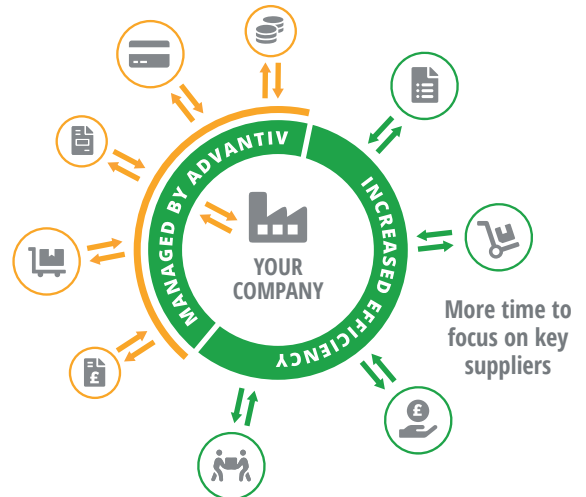 MANAGED BY ADVANTIV
INCREASED EFFICIENCY
YOUR
COMPANY
More time to
focus on key
suppliers
£
£